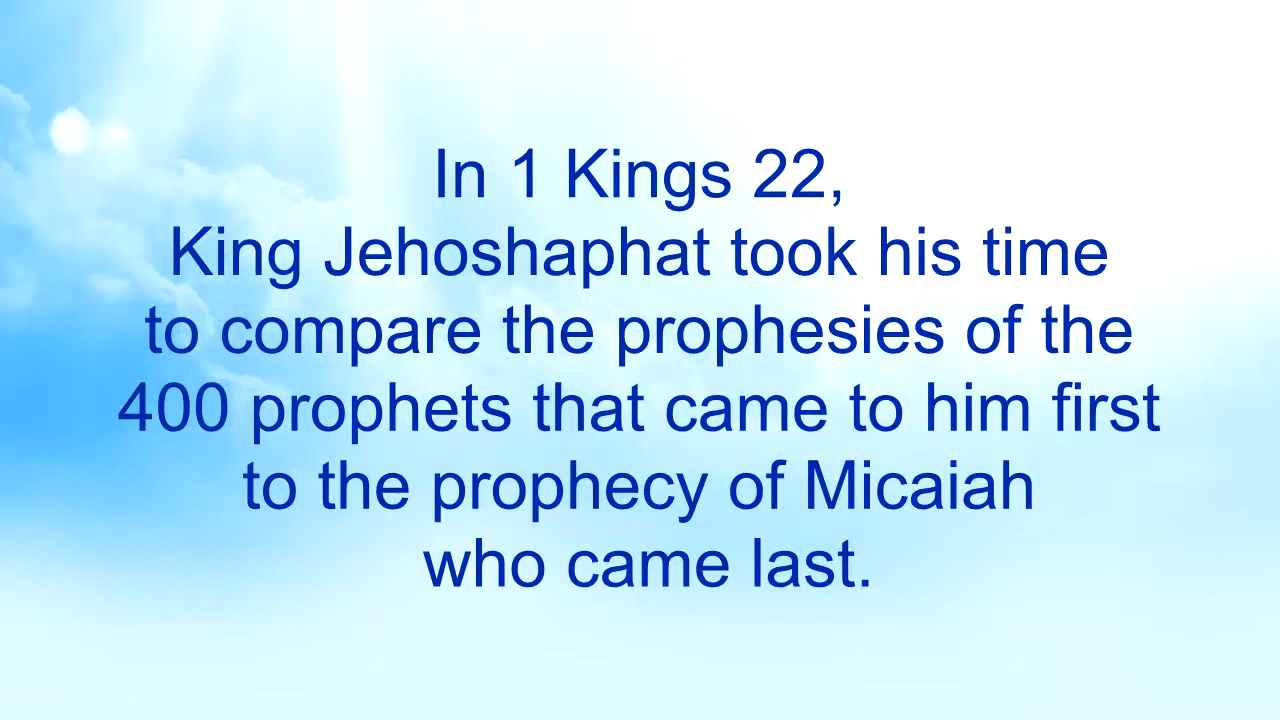 In 1 Kings 22,
King Jehoshaphat took his time
to compare the prophesies of the
400 prophets that came to him first
to the prophecy of Micaiah
who came last.